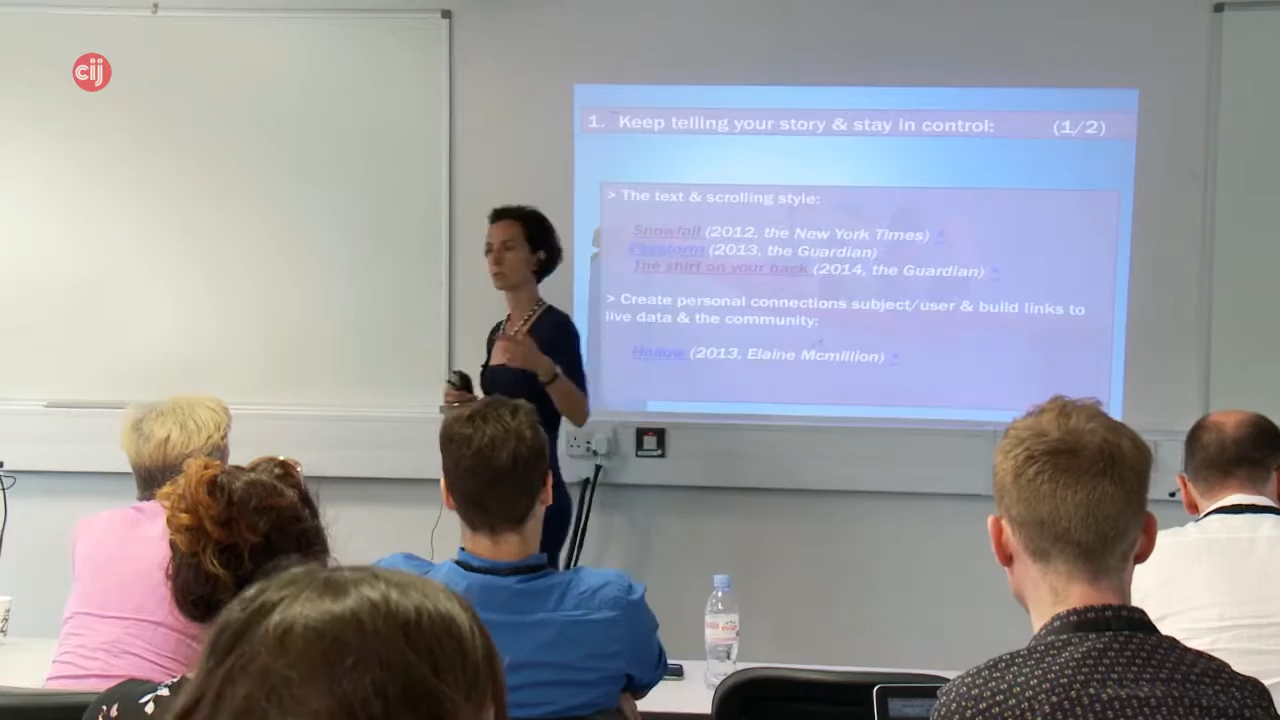 cij
1. Keep telling your story & stay in control: (1/2)
> The text & scrolling style:
Snowfall (2012, the New York Times)
Firestorm (2013, the Guardian)
The shirt on your back (2014, the Guardian)
> Create personal connections subject/user & build links to
live data & the community:
Hollow (2013, Elaine Mcmillion)
evian